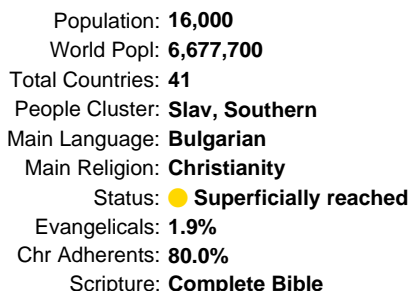 Population: 16,000
World Popl: 6,677,700
Total Countries: 41
People Cluster: Slav, Southern
Main Language: Bulgarian
Main Religion: Christianity
Status: Superficially reached
Evangelicals: 1.9%
Chr Adherents: 80.0%
Scripture: Complete Bible